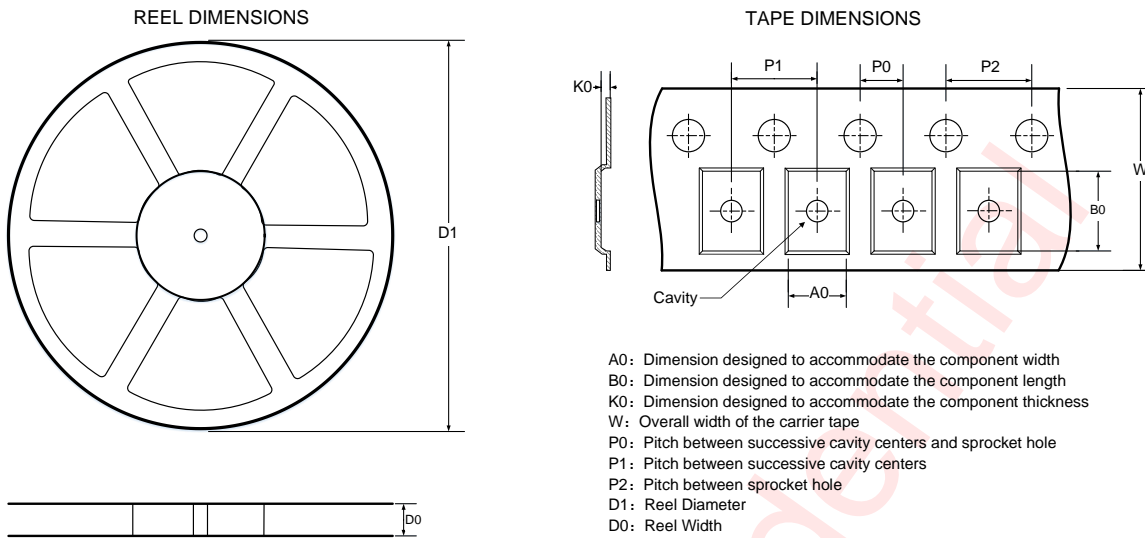 REEL DIMENSIONS
TAPE DIMENSIONS
P1
P0
P2
K0
W
B0
D1
Cavity
A0
A0：Dimension designed to accommodate the component width
B0：Dimension designed to accommodate the component length
K0：Dimension designed to accommodate the component thickness
W：Overall width of the carrier tape
P0：Pitch between successive cavity centers and sprocket hole
P1：Pitch between successive cavity centers
P2：Pitch between sprocket hole
D1：Reel Diameter
D0：Reel Width
D0
dential